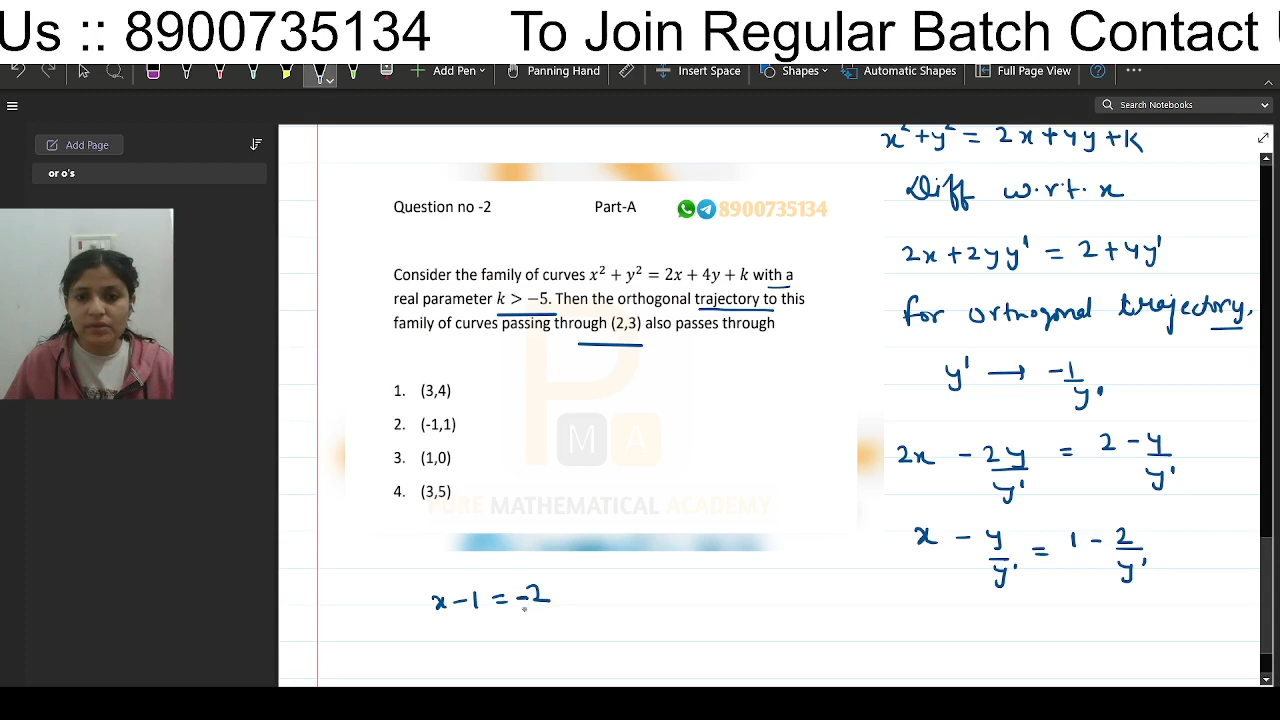 Us :: 8900735134 To Join Regular Batch Contact U
Add Pen Panning Hand Insert Space Shapes Automatic Shapes Full Page View
Search Notebooks
Add Page
or o's
Question no -2 Part-A 8900735134
Consider the family of curves x² + y² = 2x + 4y + k with a
real parameter k > −5. Then the orthogonal trajectory to this
family of curves passing through (2,3) also passes through
1. (3,4)
2. (-1,1)
3. (1,0)
4. (3,5)
M A
PURE MATHEMATICAL ACADEMY
x - 1 = -2
x² + y² = 2x + 4y + k
Diff w.r.t. x
2x + 2yy' = 2 + 4y'
for orthogonal trajectory.
y' → -1/y'
2x - 2y/y' = 2 - y/y'
x - y/y' = 1 - 2/y'